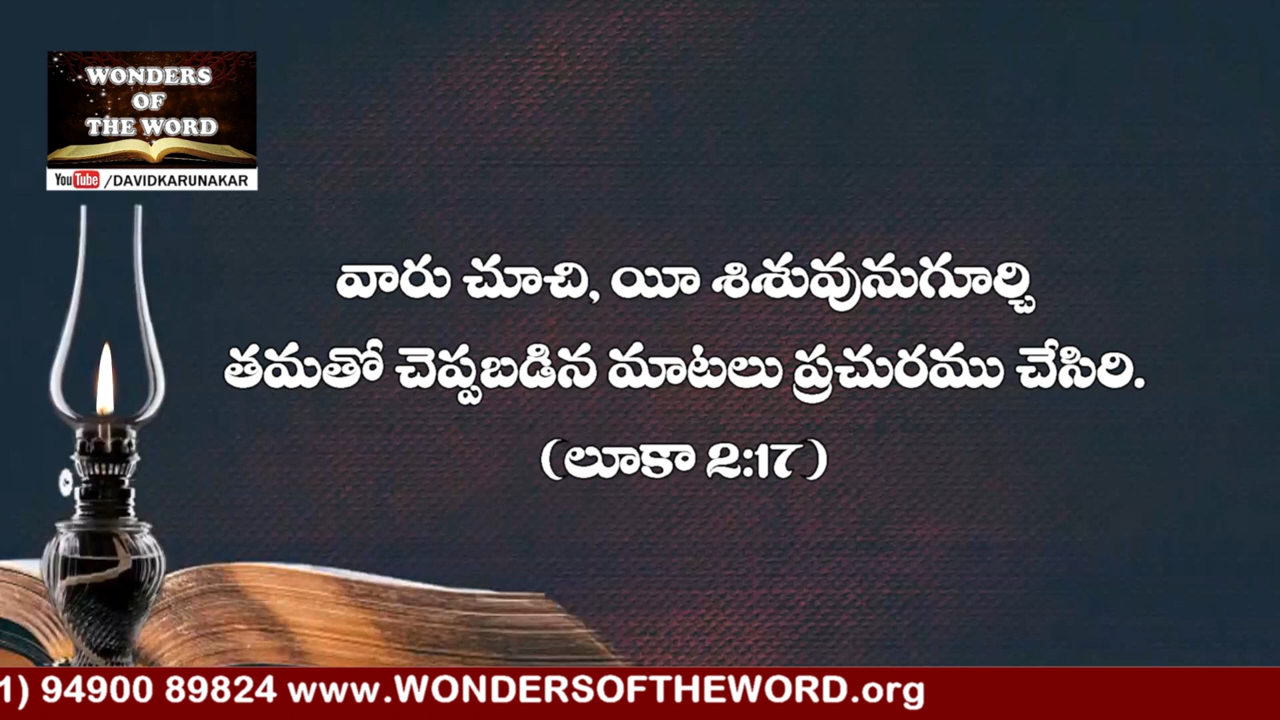 WONDERS
OF
THE WORD
YouTube /DAVIDKARUNAKAR
వారు చూచి, యీ శిశువునుగూర్చి
తమతో చెప్పబడిన మాటలు ప్రచురము చేసిరి.
(లూకా 2:17)
1) 94900 89824 www.WONDERSOFTHEWORD.org